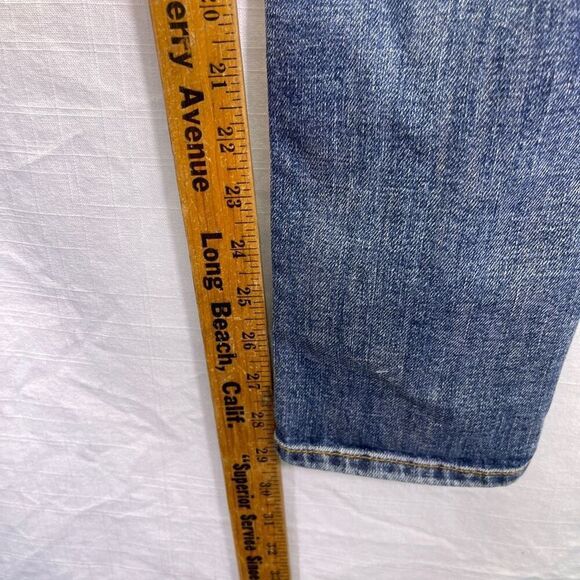 erry Avenue Long Beach, Calif. "Superior Service Since
20 21 22 23 24 25 26 27 28 29 30 31 32